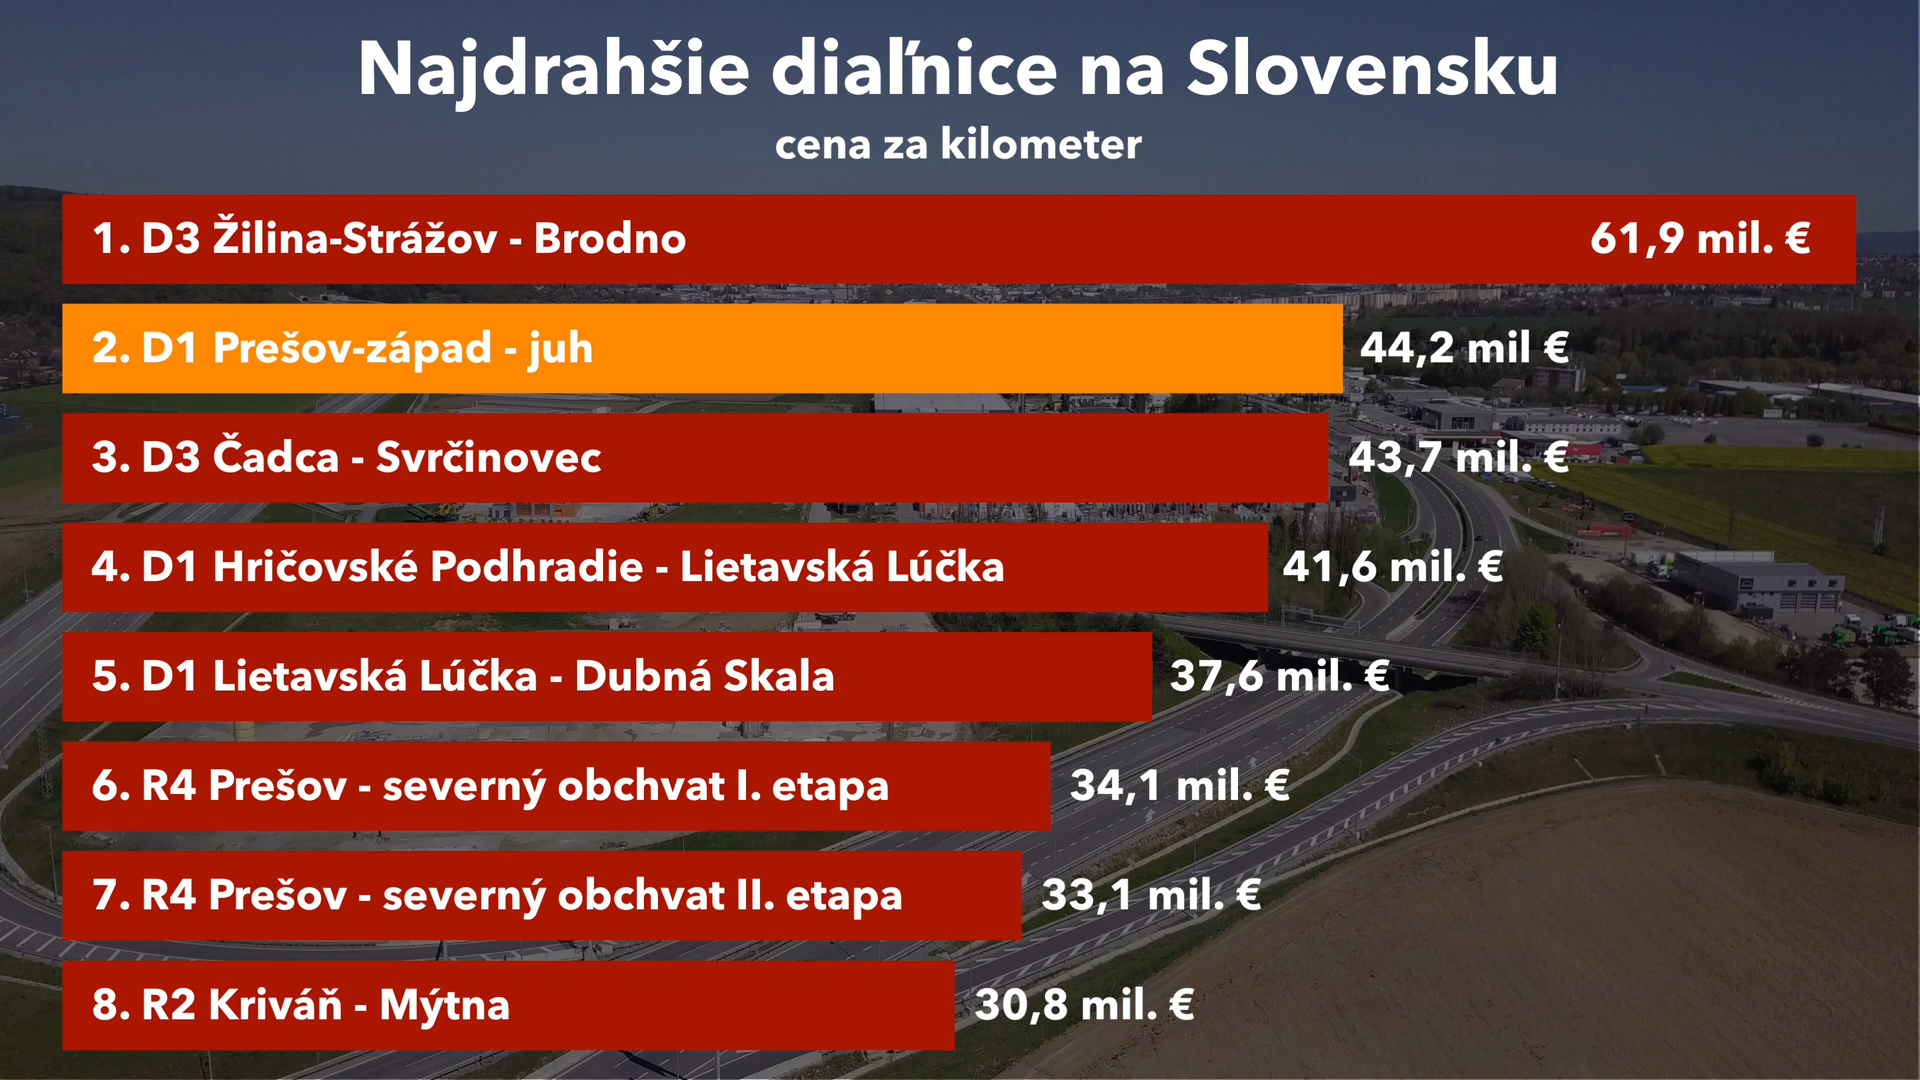 Najdrahšie diaľnice na Slovensku
cena za kilometer
1. D3 Žilina-Strážov - Brodno 61,9 mil. €
2. D1 Prešov-západ - juh 44,2 mil €
3. D3 Čadca - Svrčinovec 43,7 mil. €
4. D1 Hričovské Podhradie - Lietavská Lúčka 41,6 mil. €
5. D1 Lietavská Lúčka - Dubná Skala 37,6 mil. €
6. R4 Prešov - severný obchvat I. etapa 34,1 mil. €
7. R4 Prešov - severný obchvat II. etapa 33,1 mil. €
8. R2 Kriváň - Mýtna 30,8 mil. €